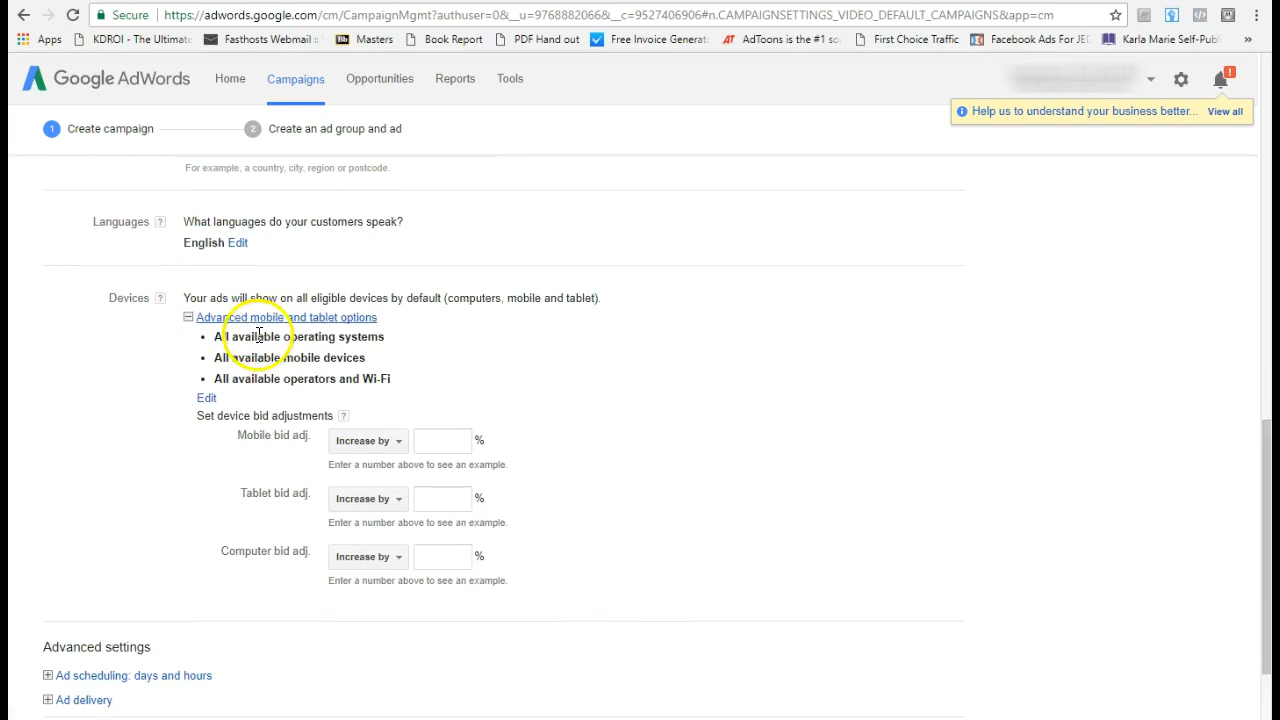 Secure https://adwords.google.com/cm/CampaignMgmt?authuser=0&__u=9768882066&__c=9527406906#n.CAMPAIGNSETTINGS_VIDEO_DEFAULT_CAMPAIGNS&app=cm
Apps KDROI - The Ultimate Fasthosts Webmail :: Masters Book Report PDF Hand out Free Invoice Generat AdToons is the #1 so First Choice Traffic Facebook Ads For JED Karla Marie Self-Publ »
Google AdWords Home Campaigns Opportunities Reports Tools
Help us to understand your business better... View all
1 Create campaign 2 Create an ad group and ad
For example, a country, city, region or postcode.
Languages ? What languages do your customers speak?
English Edit
Devices ? Your ads will show on all eligible devices by default (computers, mobile and tablet).
Advanced mobile and tablet options
• All available operating systems
• All available mobile devices
• All available operators and Wi-Fi
Edit
Set device bid adjustments ?
Mobile bid adj. Increase by %
Enter a number above to see an example.
Tablet bid adj. Increase by %
Enter a number above to see an example.
Computer bid adj. Increase by %
Enter a number above to see an example.
Advanced settings
Ad scheduling: days and hours
Ad delivery